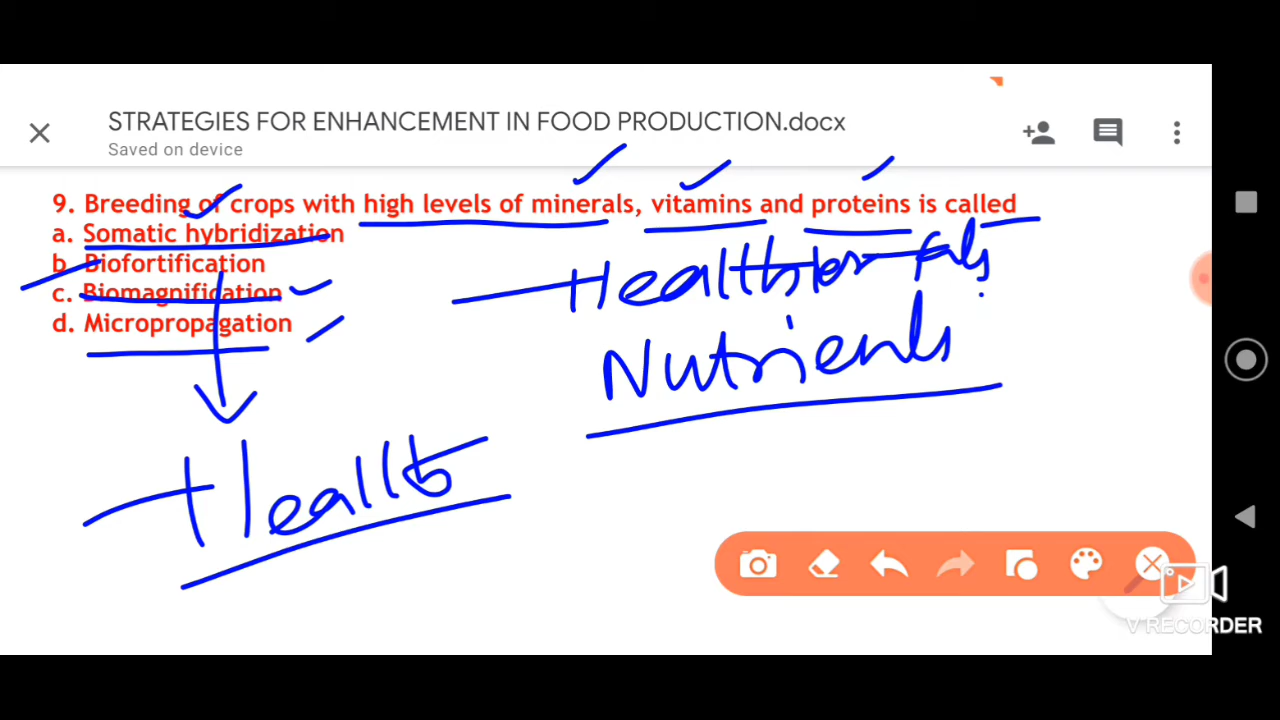 STRATEGIES FOR ENHANCEMENT IN FOOD PRODUCTION.docx
Saved on device
9. Breeding of crops with high levels of minerals, vitamins and proteins is called
a. Somatic hybridization
b. Biofortification
c. Biomagnification
d. Micropropagation
Nutrients
Health
V RECORDER